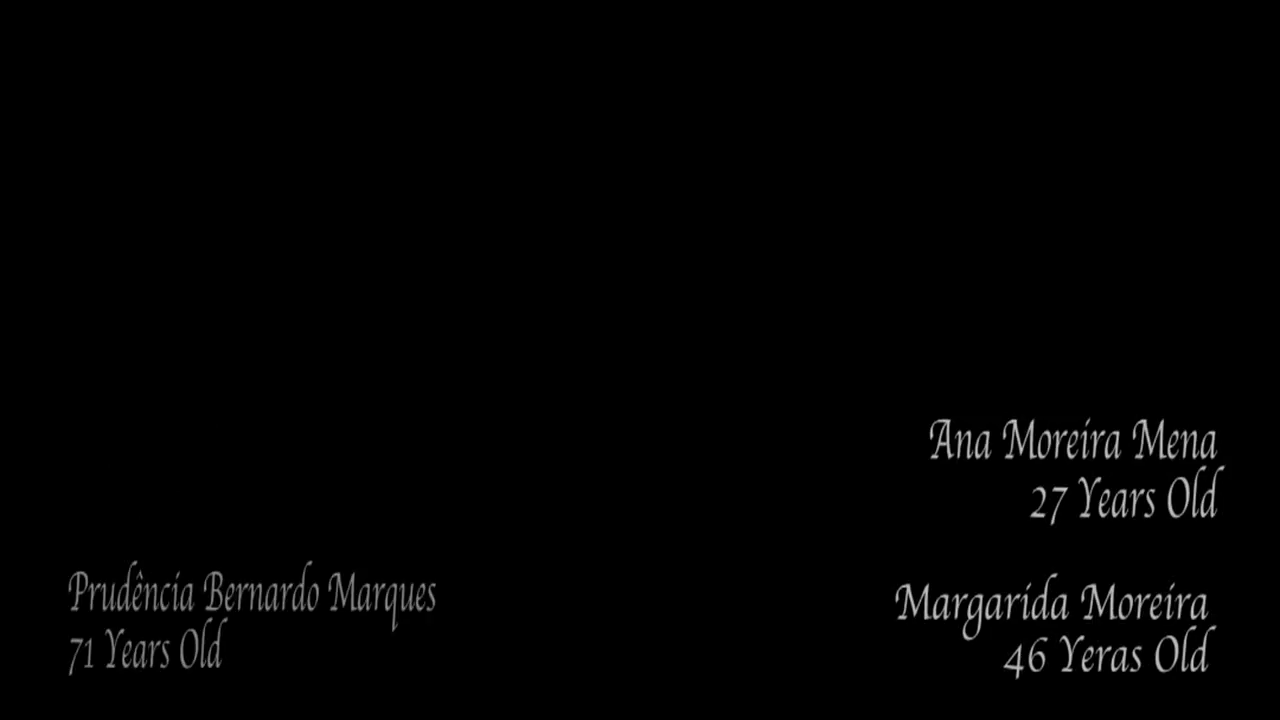 Ana Moreira Mena
27 Years Old
Prudência Bernardo Marques
71 Years Old
Margarida Moreira
46 Yeras Old